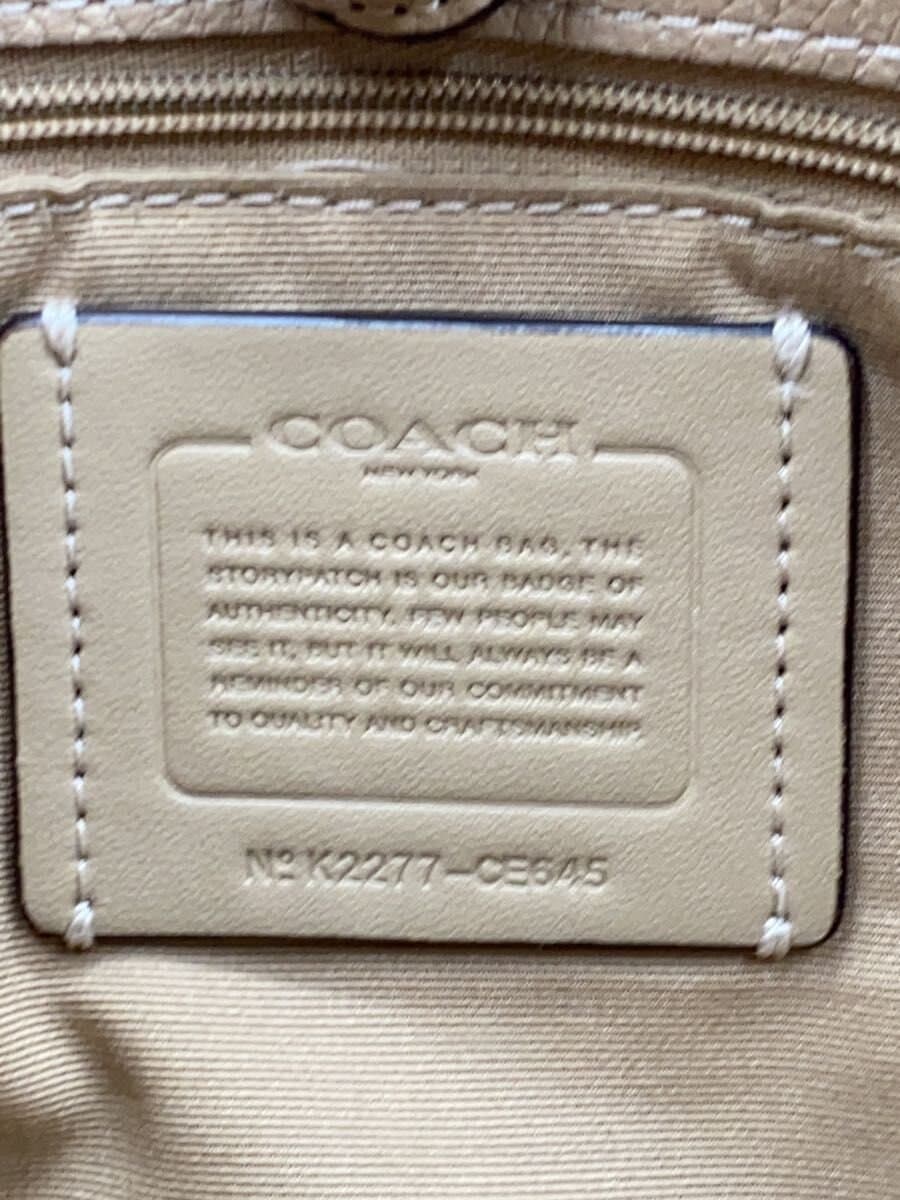 COACH
NEW YORK
THIS IS A COACH BAG. THE
STORYPATCH IS OUR BADGE OF
AUTHENTICITY. FEW PEOPLE MAY
SEE IT, BUT IT WILL ALWAYS BE A
REMINDER OF OUR COMMITMENT
TO QUALITY AND CRAFTSMANSHIP.
Nº K2277-CE645